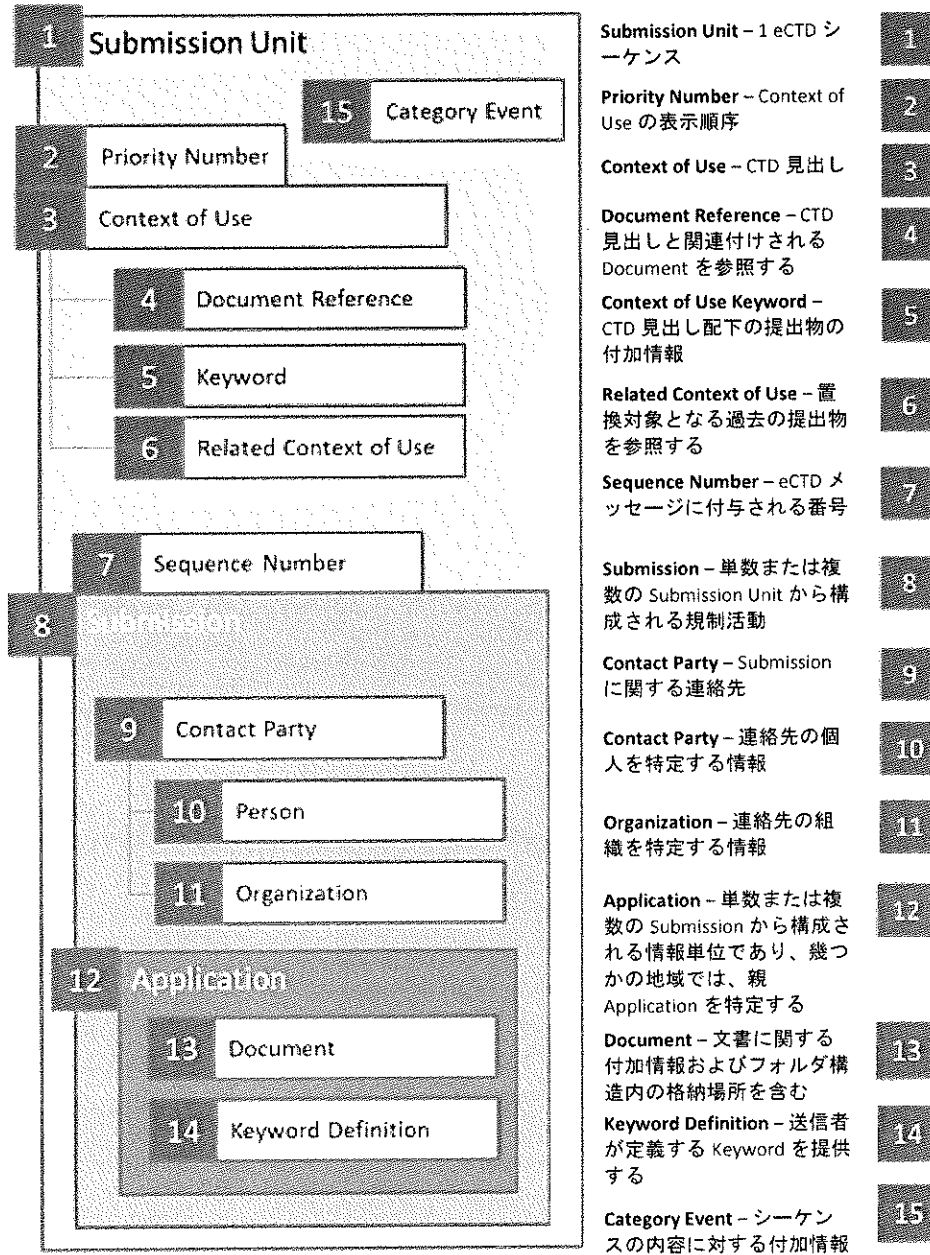 1 Submission Unit
15 Category Event
2 Priority Number
3 Context of Use
4 Document Reference
5 Keyword
6 Related Context of Use
7 Sequence Number
8 Submission
9 Contact Party
10 Person
11 Organization
12 Application
13 Document
14 Keyword Definition
Submission Unit – 1 eCTD シ
ーケンス
1
Priority Number – Context of
Use の表示順序
2
Context of Use – CTD 見出し
3
Document Reference – CTD
見出しと関連付けされる
Document を参照する
4
Context of Use Keyword –
CTD 見出し配下の提出物の
付加情報
5
Related Context of Use – 置
換対象となる過去の提出物
を参照する
6
Sequence Number – eCTD メ
ッセージに付与される番号
7
Submission – 単数または複
数の Submission Unit から構
成される規制活動
8
Contact Party – Submission
に関する連絡先
9
Contact Party – 連絡先の個
人を特定する情報
10
Organization – 連絡先の組
織を特定する情報
11
Application – 単数または複
数の Submission から構成さ
れる情報単位であり、幾つ
かの地域では、親
Application を特定する
12
Document – 文書に関する
付加情報およびフォルダ構
造内の格納場所を含む
13
Keyword Definition – 送信者
が定義する Keyword を提供
する
14
Category Event – シーケン
スの内容に対する付加情報
15